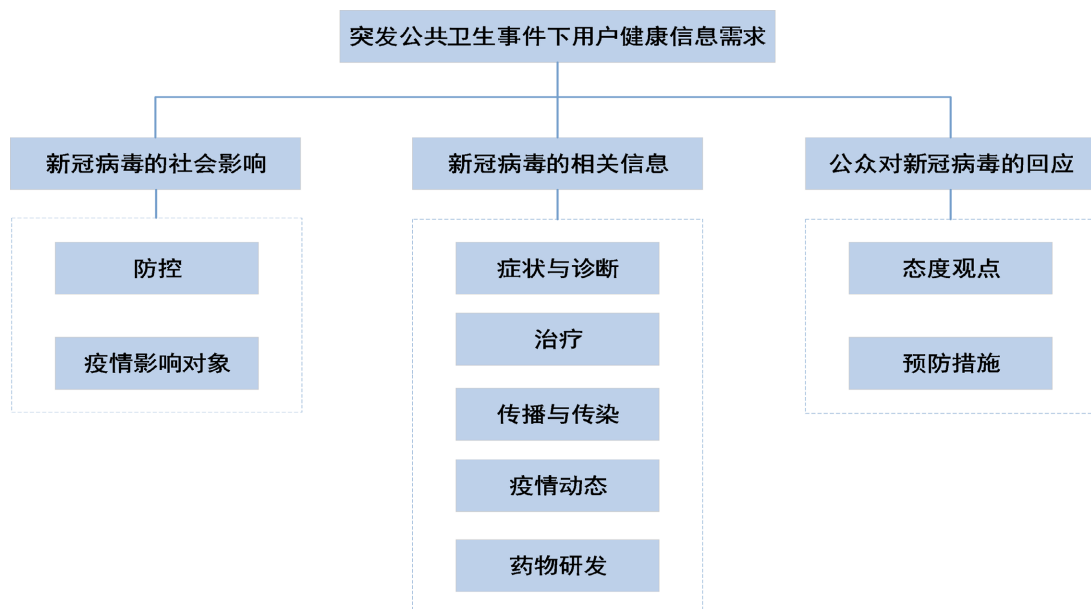 突发公共卫生事件下用户健康信息需求
新冠病毒的社会影响
新冠病毒的相关信息
公众对新冠病毒的回应
防控
疫情影响对象
症状与诊断
治疗
传播与传染
疫情动态
药物研发
态度观点
预防措施